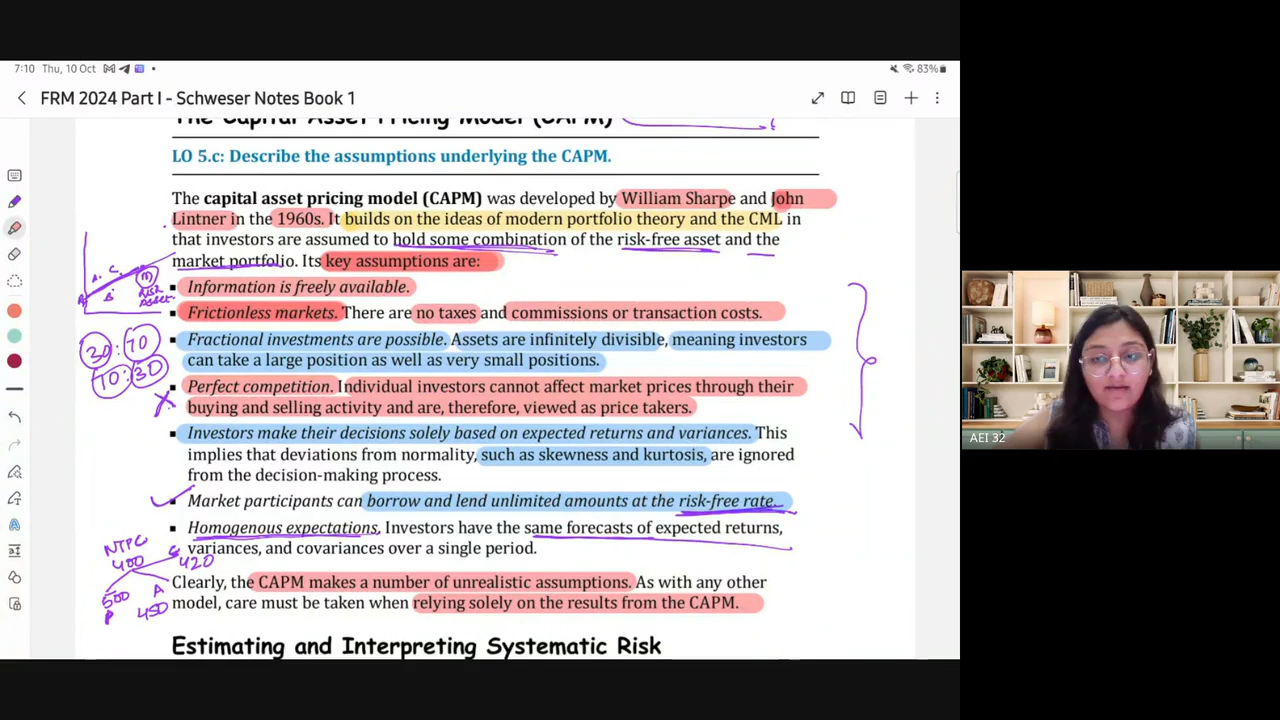 7:10 Thu, 10 Oct
83%
FRM 2024 Part I - Schweser Notes Book 1
The Capital Asset Pricing Model (CAPM)
LO 5.c: Describe the assumptions underlying the CAPM.
The capital asset pricing model (CAPM) was developed by William Sharpe and John
Lintner in the 1960s. It builds on the ideas of modern portfolio theory and the CML in
that investors are assumed to hold some combination of the risk-free asset and the
market portfolio. Its key assumptions are:
▪ Information is freely available.
▪ Frictionless markets. There are no taxes and commissions or transaction costs.
▪ Fractional investments are possible. Assets are infinitely divisible, meaning investors
can take a large position as well as very small positions.
▪ Perfect competition. Individual investors cannot affect market prices through their
buying and selling activity and are, therefore, viewed as price takers.
▪ Investors make their decisions solely based on expected returns and variances. This
implies that deviations from normality, such as skewness and kurtosis, are ignored
from the decision-making process.
▪ Market participants can borrow and lend unlimited amounts at the risk-free rate.
▪ Homogenous expectations. Investors have the same forecasts of expected returns,
variances, and covariances over a single period.
Clearly, the CAPM makes a number of unrealistic assumptions. As with any other
model, care must be taken when relying solely on the results from the CAPM.
Estimating and Interpreting Systematic Risk
A. C.
B.
30:70
70:30
NTPC
400
420
500
A
P
450
AEI 32